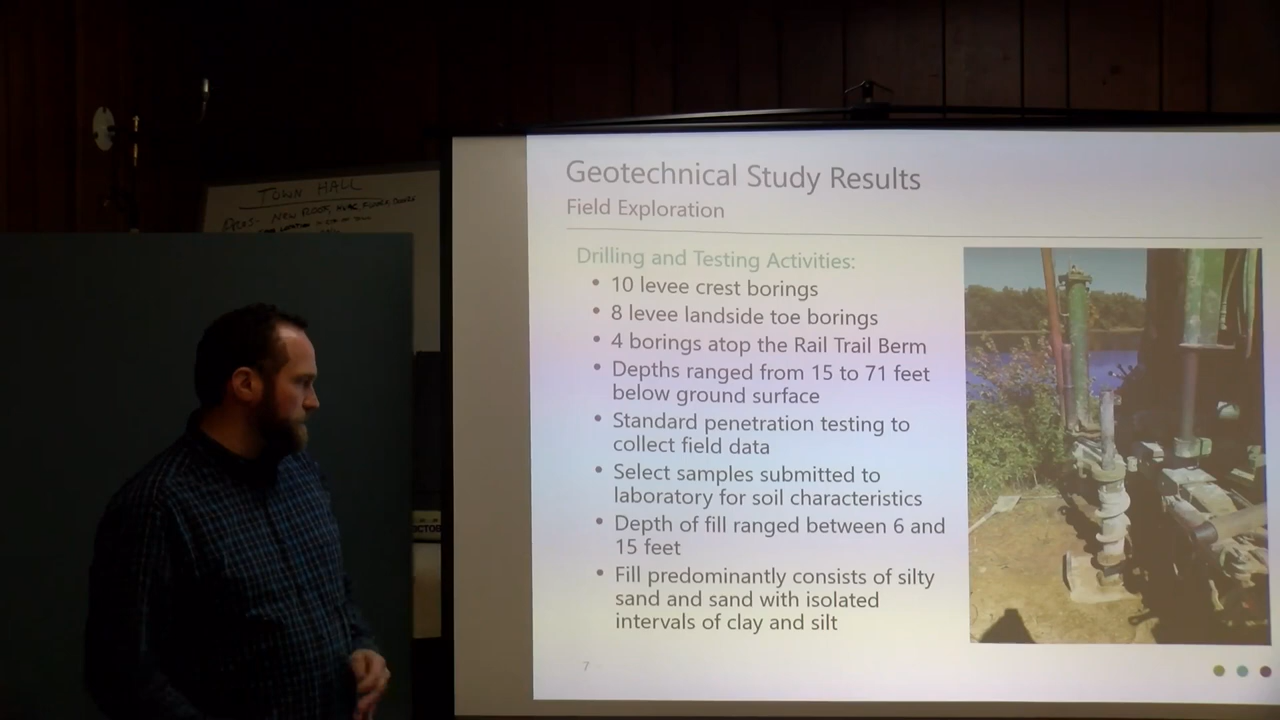 TOWN HALL
NEW ROOF, HVAC,
Geotechnical Study Results
Field Exploration
Drilling and Testing Activities:
• 10 levee crest borings
• 8 levee landside toe borings
• 4 borings atop the Rail Trail Berm
• Depths ranged from 15 to 71 feet
below ground surface
• Standard penetration testing to
collect field data
• Select samples submitted to
laboratory for soil characteristics
• Depth of fill ranged between 6 and
15 feet
• Fill predominantly consists of silty
sand and sand with isolated
intervals of clay and silt
7